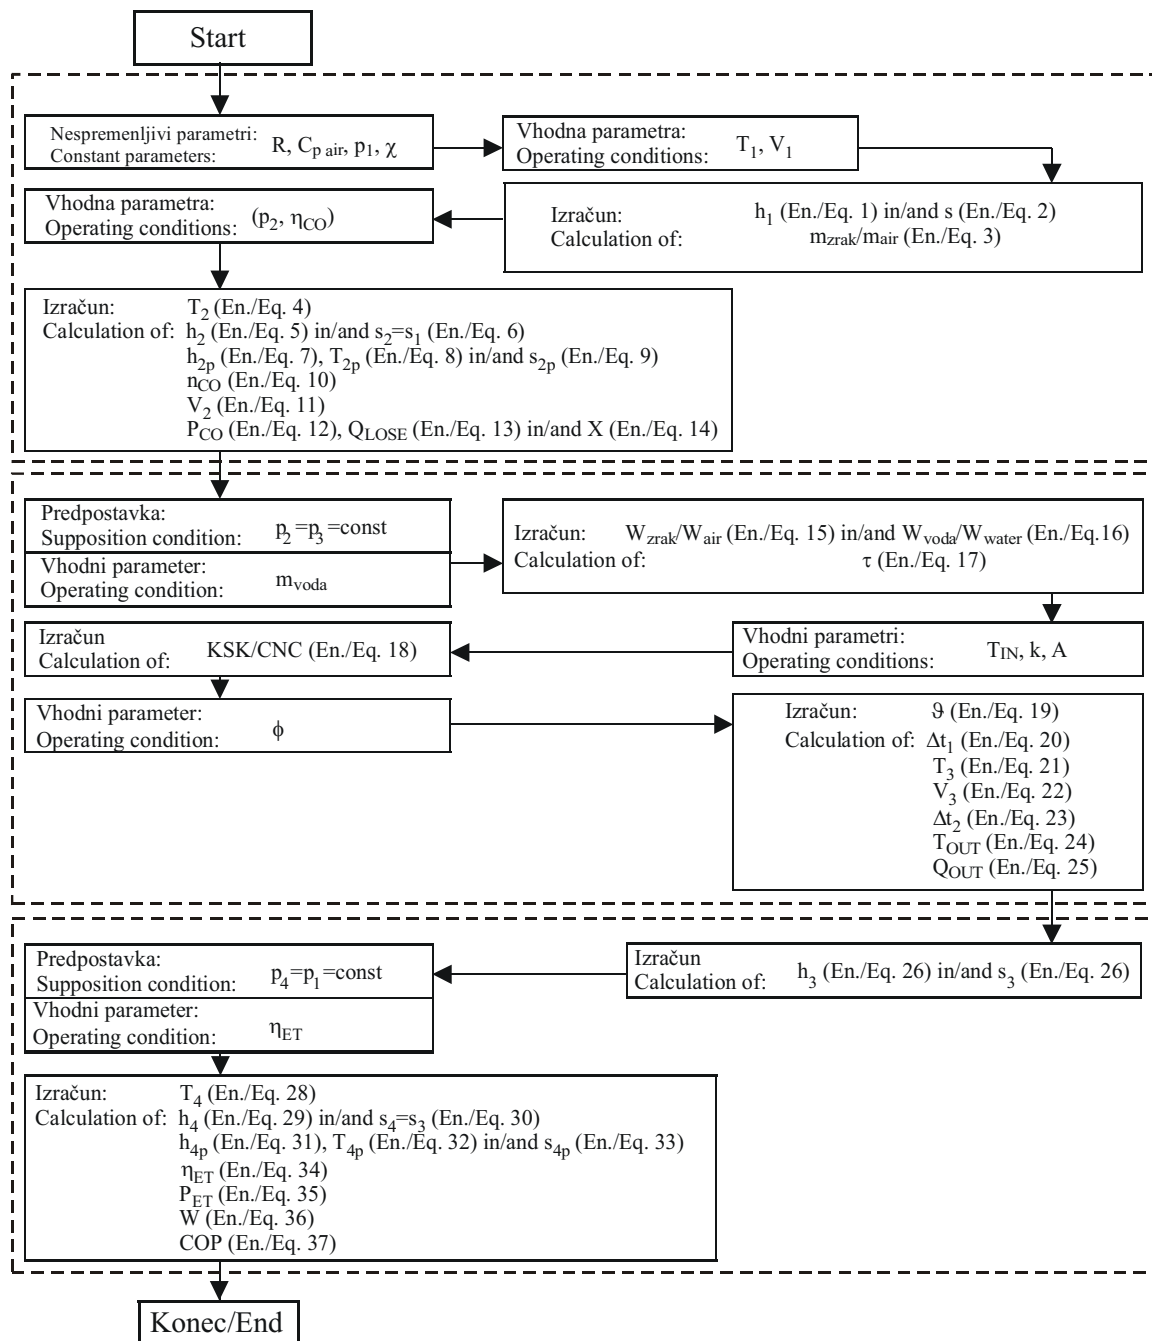 Start
Nespremenljivi parametri:
Constant parameters:
R, Cp air, p1, χ
Vhodna parametra:
Operating conditions:
T1, V1
Izračun:
Calculation of:
h1 (En./Eq. 1) in/and s (En./Eq. 2)
mzrak/mair (En./Eq. 3)
Vhodna parametra:
Operating conditions:
(p2, ηCO)
Izračun:
Calculation of:
T2 (En./Eq. 4)
h2 (En./Eq. 5) in/and s2=s1 (En./Eq. 6)
h2p (En./Eq. 7), T2p (En./Eq. 8) in/and s2p (En./Eq. 9)
nCO (En./Eq. 10)
V2 (En./Eq. 11)
PCO (En./Eq. 12), QLOSE (En./Eq. 13) in/and X (En./Eq. 14)
Predpostavka:
Supposition condition:
p2=p3=const
Vhodni parameter:
Operating condition:
mvoda
Izračun:
Calculation of:
Wzrak/Wair (En./Eq. 15) in/and Wvoda/Wwater (En./Eq.16)
τ (En./Eq. 17)
Vhodni parametri:
Operating conditions:
TIN, k, A
Izračun
Calculation of:
KSK/CNC (En./Eq. 18)
Vhodni parameter:
Operating condition:
ϕ
Izračun:
Calculation of:
ϑ (En./Eq. 19)
Δt1 (En./Eq. 20)
T3 (En./Eq. 21)
V3 (En./Eq. 22)
Δt2 (En./Eq. 23)
TOUT (En./Eq. 24)
QOUT (En./Eq. 25)
Izračun
Calculation of:
h3 (En./Eq. 26) in/and s3 (En./Eq. 26)
Predpostavka:
Supposition condition:
p4=p1=const
Vhodni parameter:
Operating condition:
ηET
Izračun:
Calculation of:
T4 (En./Eq. 28)
h4 (En./Eq. 29) in/and s4=s3 (En./Eq. 30)
h4p (En./Eq. 31), T4p (En./Eq. 32) in/and s4p (En./Eq. 33)
ηET (En./Eq. 34)
PET (En./Eq. 35)
W (En./Eq. 36)
COP (En./Eq. 37)
Konec/End